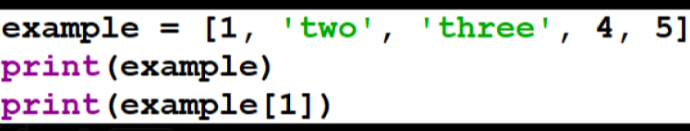 example = [1, 'two', 'three', 4, 5]
print(example)
print(example[1])